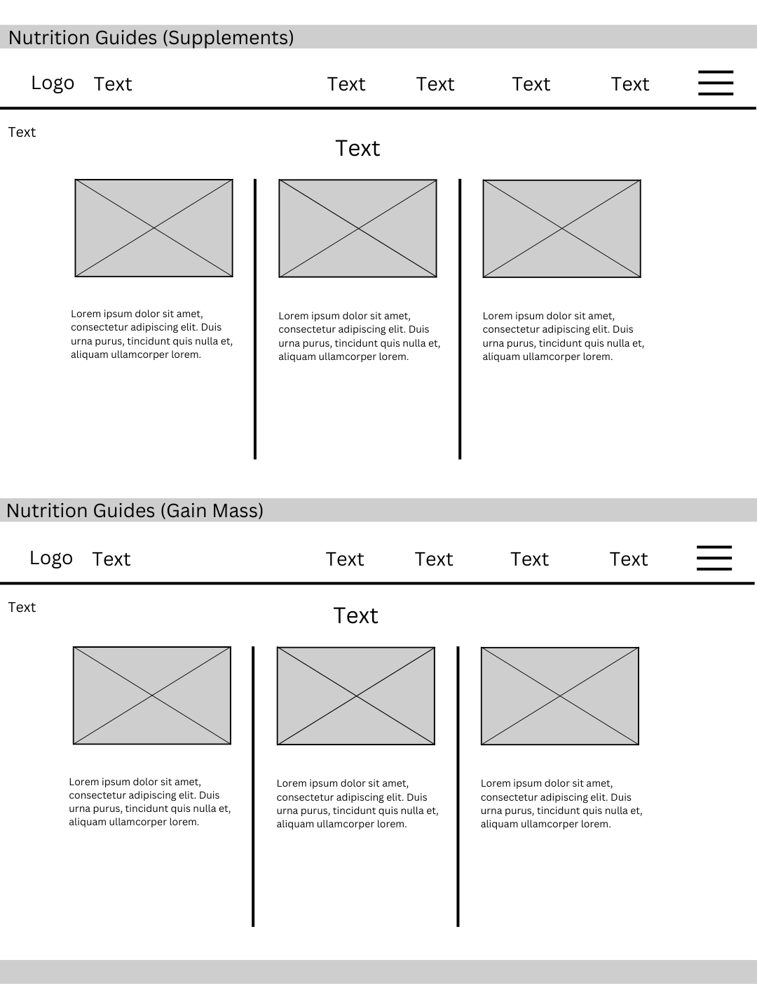 Nutrition Guides (Supplements)
Logo Text Text Text Text Text
Text
Text
Lorem ipsum dolor sit amet,
consectetur adipiscing elit. Duis
urna purus, tincidunt quis nulla et,
aliquam ullamcorper lorem.
Lorem ipsum dolor sit amet,
consectetur adipiscing elit. Duis
urna purus, tincidunt quis nulla et,
aliquam ullamcorper lorem.
Lorem ipsum dolor sit amet,
consectetur adipiscing elit. Duis
urna purus, tincidunt quis nulla et,
aliquam ullamcorper lorem.
Nutrition Guides (Gain Mass)
Logo Text Text Text Text Text
Text
Text
Lorem ipsum dolor sit amet,
consectetur adipiscing elit. Duis
urna purus, tincidunt quis nulla et,
aliquam ullamcorper lorem.
Lorem ipsum dolor sit amet,
consectetur adipiscing elit. Duis
urna purus, tincidunt quis nulla et,
aliquam ullamcorper lorem.
Lorem ipsum dolor sit amet,
consectetur adipiscing elit. Duis
urna purus, tincidunt quis nulla et,
aliquam ullamcorper lorem.